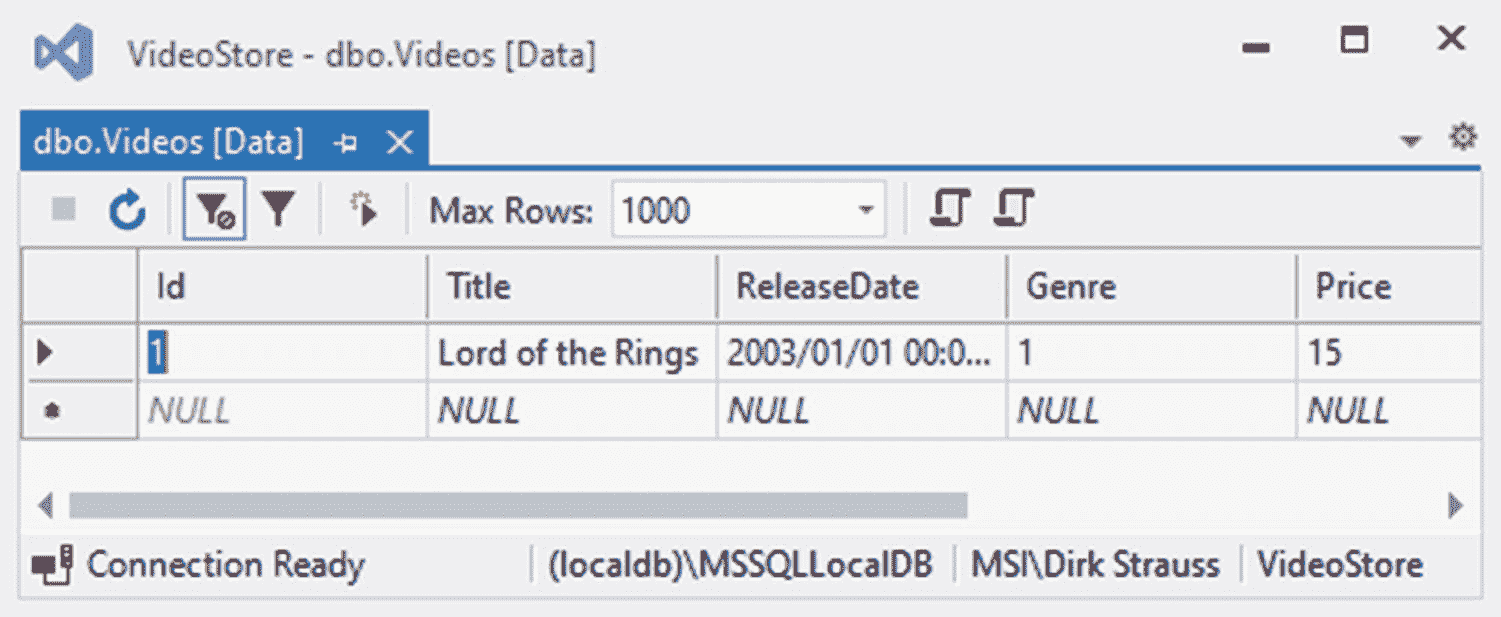 VideoStore - dbo.Videos [Data]
dbo.Videos [Data]
Max Rows: 1000
Id Title ReleaseDate Genre Price
1 Lord of the Rings 2003/01/01 00:0... 1 15
NULL NULL NULL NULL NULL
Connection Ready (localdb)\MSSQLLocalDB MSI\Dirk Strauss VideoStore